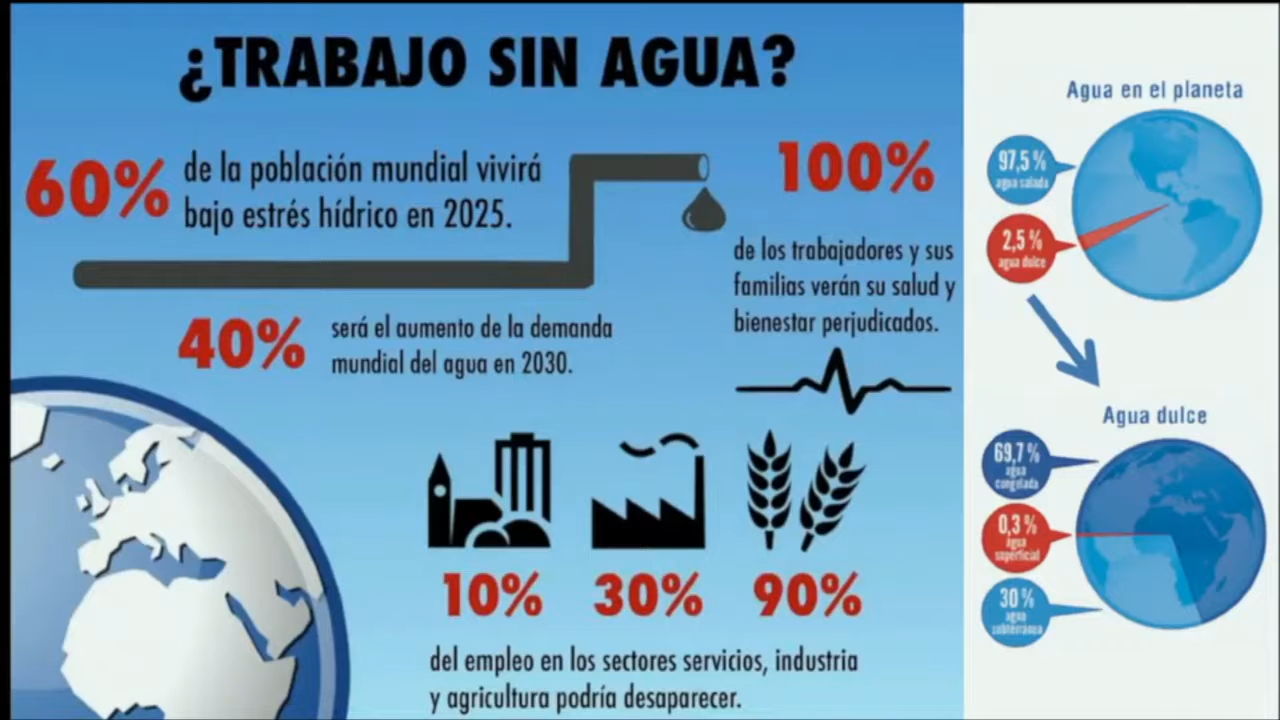 ¿TRABAJO SIN AGUA?
60%
de la población mundial vivirá
bajo estrés hídrico en 2025.
100%
de los trabajadores y sus
familias verán su salud y
bienestar perjudicados.
40%
será el aumento de la demanda
mundial del agua en 2030.
10% 30% 90%
del empleo en los sectores servicios, industria
y agricultura podría desaparecer.
Agua en el planeta
97,5 %
agua salada
2,5 %
agua dulce
Agua dulce
69,7 %
agua
congelada
0,3 %
agua
superficial
30 %
agua
subterránea